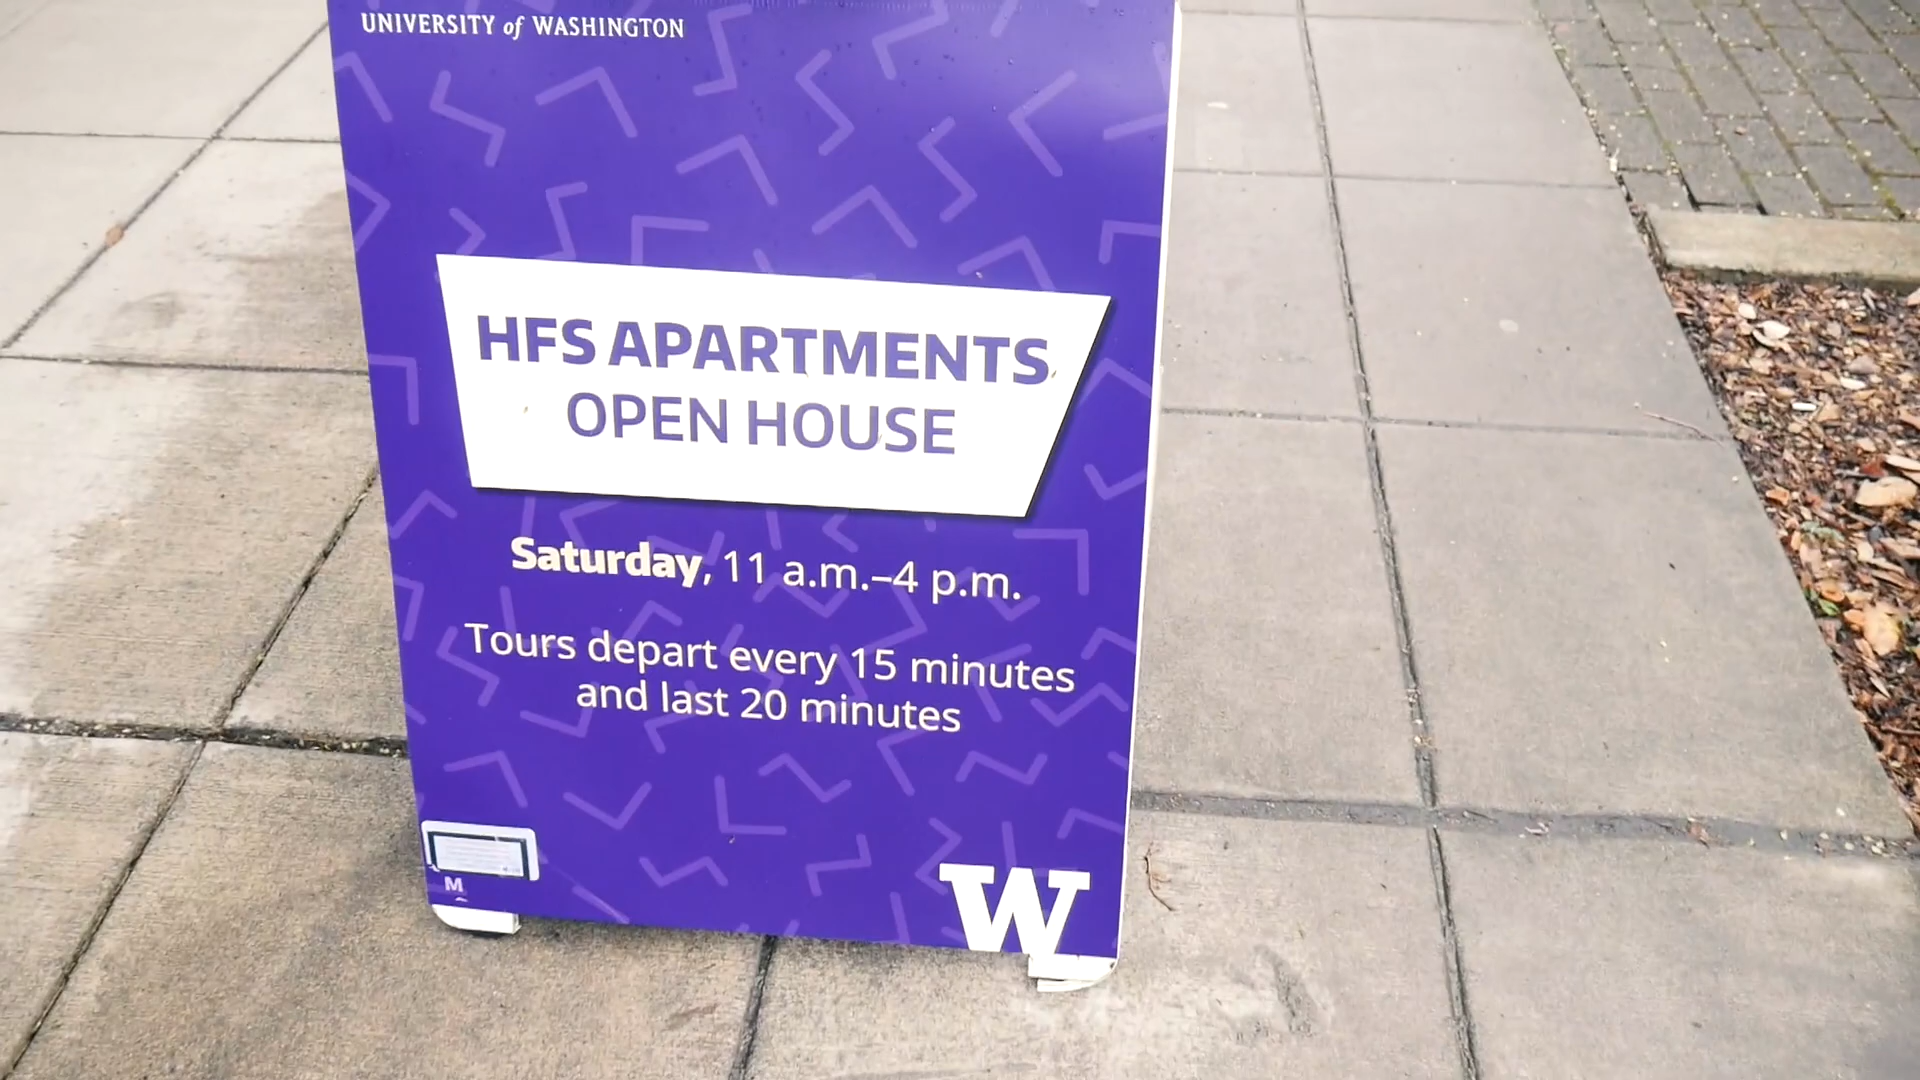 UNIVERSITY of WASHINGTON
HFS APARTMENTS
OPEN HOUSE
Saturday, 11 a.m.–4 p.m.
Tours depart every 15 minutes
and last 20 minutes
M
W